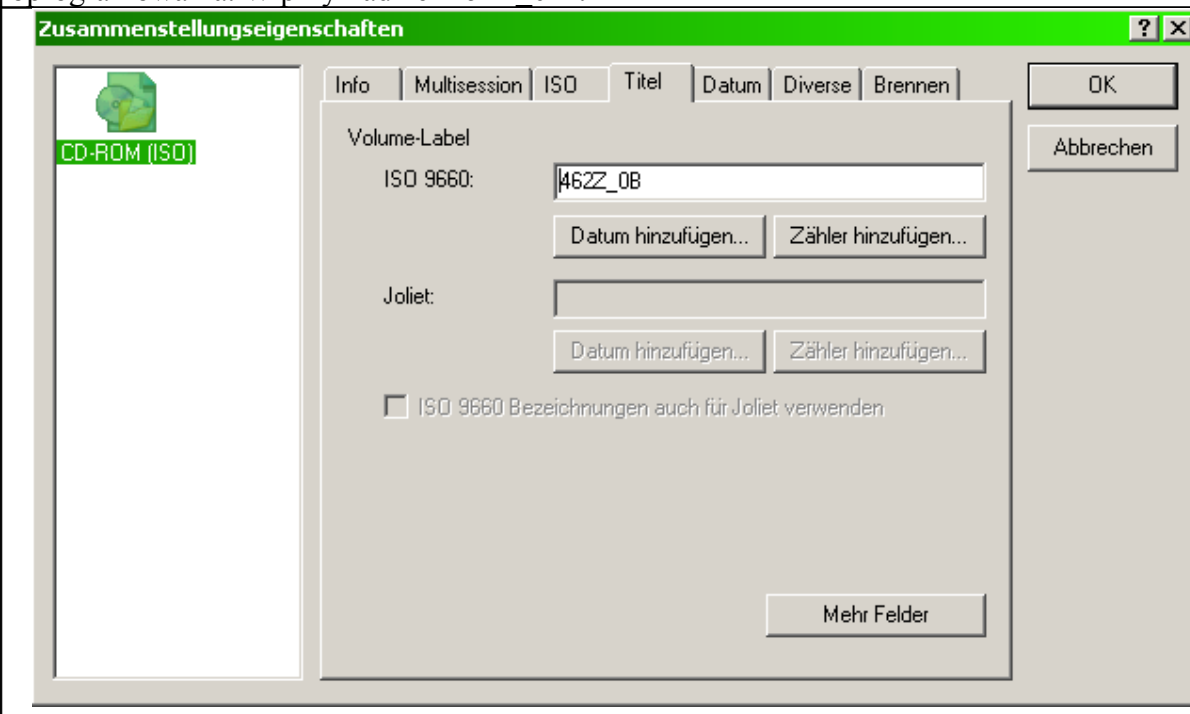 Zusammenstellungseigenschaften
CD-ROM (ISO)
Info Multisession ISO Titel Datum Diverse Brennen
OK
Abbrechen
Volume-Label
ISO 9660: 462Z_0B
Datum hinzufügen... Zähler hinzufügen...
Joliet:
Datum hinzufügen... Zähler hinzufügen...
ISO 9660 Bezeichnungen auch für Joliet verwenden
Mehr Felder